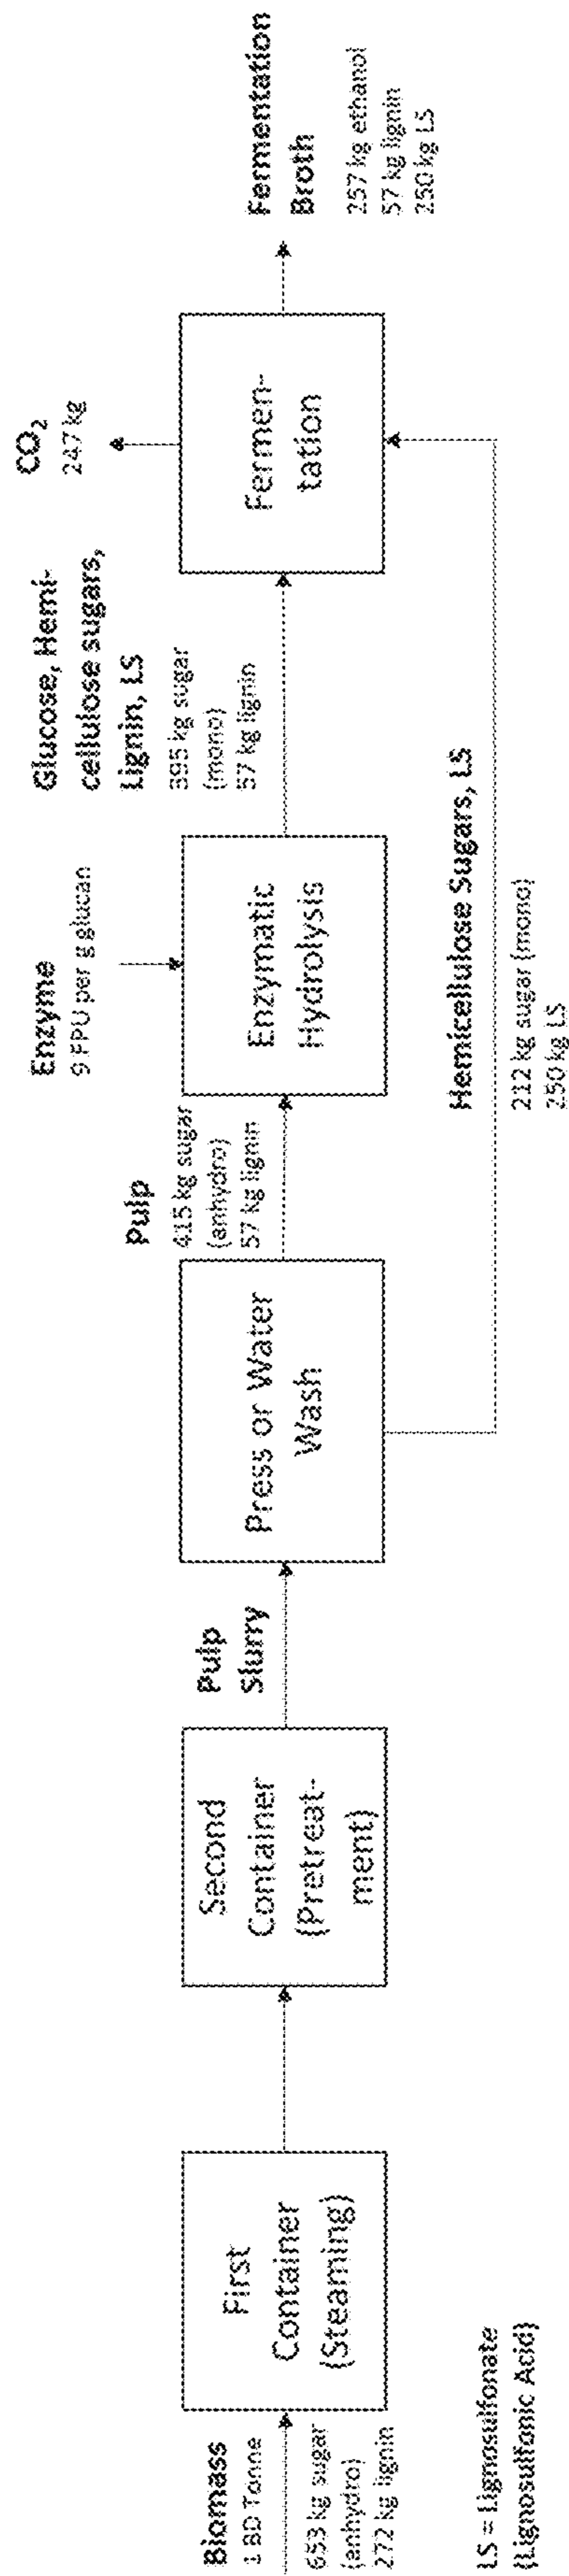 Biomass
1 BD Tonne
653 kg sugar
(anhydro)
272 kg lignin
First
Container
(Steaming)
Second
Container
(Pretreat-
ment)
Pulp
Slurry
Press or Water
Wash
Pulp
415 kg sugar
(anhydro)
57 kg lignin
Enzyme
9 FPU per g glucan
Enzymatic
Hydrolysis
Glucose, Hemi-
cellulose sugars,
Lignin, LS
395 kg sugar
(mono)
57 kg lignin
Hemicellulose Sugars, LS
212 kg sugar (mono)
250 kg LS
CO₂
247 kg
Fermen-
tation
Fermentation
Broth
257 kg ethanol
57 kg lignin
250 kg LS
LS = Lignosulfonate
(Lignosulfonic Acid)